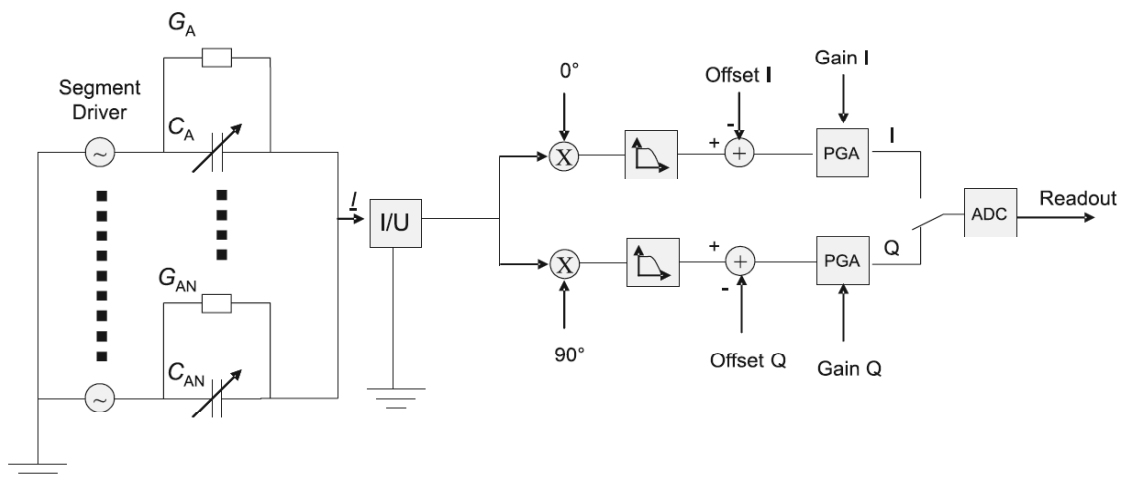 G_A
Segment
Driver
~
C_A
G_AN
C_AN
~
I
I/U
0°
X
+
-
+
Offset I
Gain I
PGA
I
90°
X
+
-
+
Offset Q
Gain Q
PGA
Q
ADC
Readout